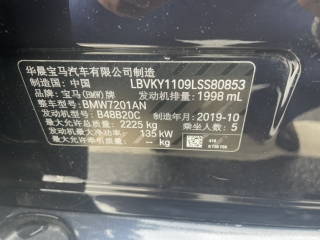 华晨宝马汽车有限公司制造
制造国: 中国 LBVKY1109LSS80853
品牌: 宝马(BMW)牌 发动机排量: 1998 mL
整车型号: BMW7201AN
发动机型号: B48B20C 制造年月: 2019-10
最大允许总质量: 2225 kg 乘坐人数: 5
发动机最大净功率: 135 kW
最大允许牵引质量: -- kg